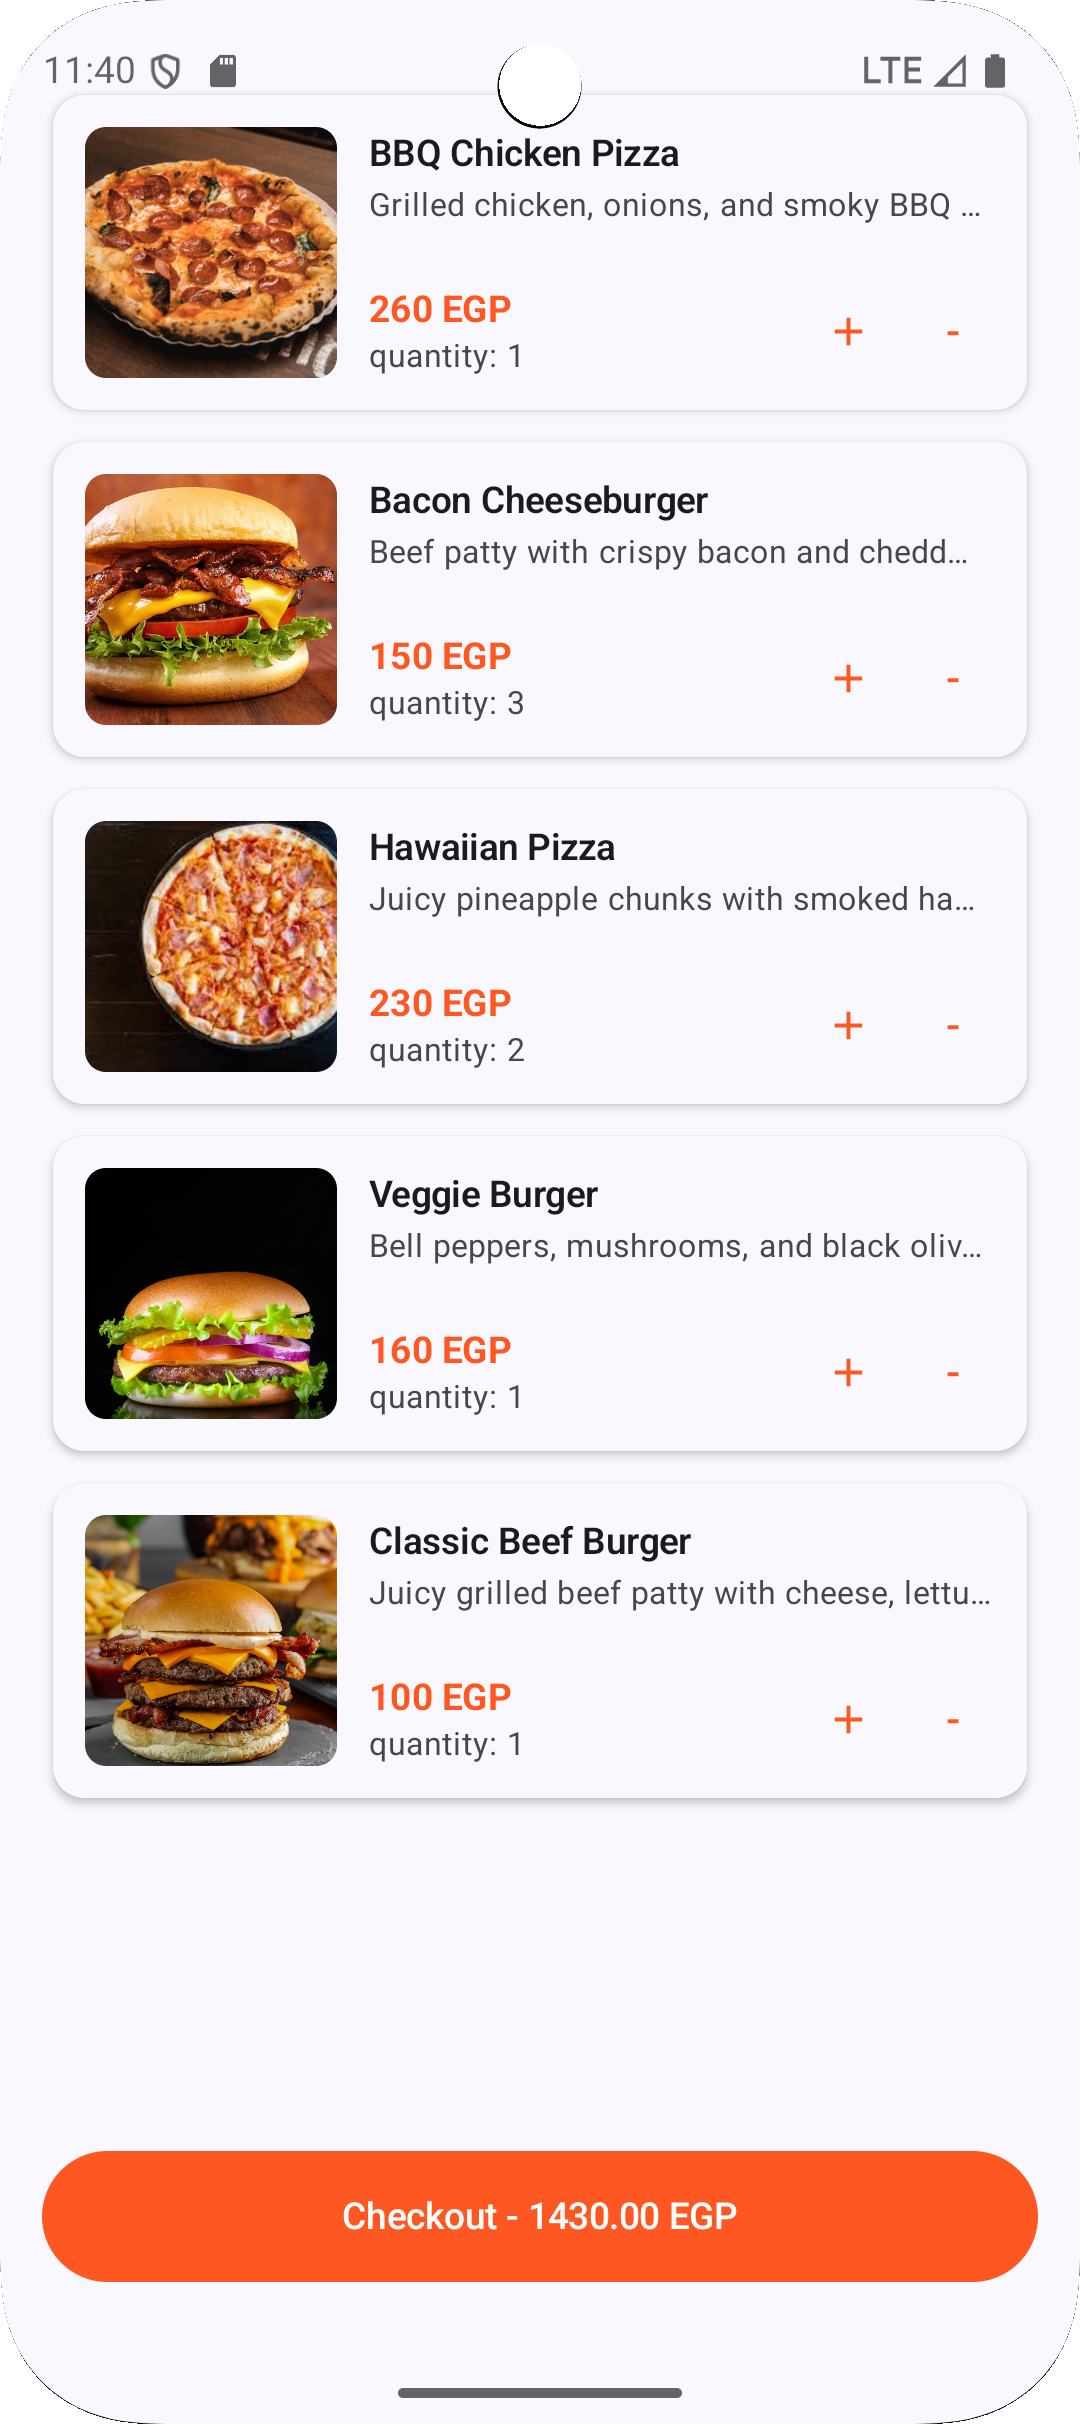 11:40
LTE
BBQ Chicken Pizza
Grilled chicken, onions, and smoky BBQ ...
260 EGP
quantity: 1
+ -
Bacon Cheeseburger
Beef patty with crispy bacon and chedd...
150 EGP
quantity: 3
+ -
Hawaiian Pizza
Juicy pineapple chunks with smoked ha...
230 EGP
quantity: 2
+ -
Veggie Burger
Bell peppers, mushrooms, and black oliv...
160 EGP
quantity: 1
+ -
Classic Beef Burger
Juicy grilled beef patty with cheese, lettu...
100 EGP
quantity: 1
+ -
Checkout - 1430.00 EGP